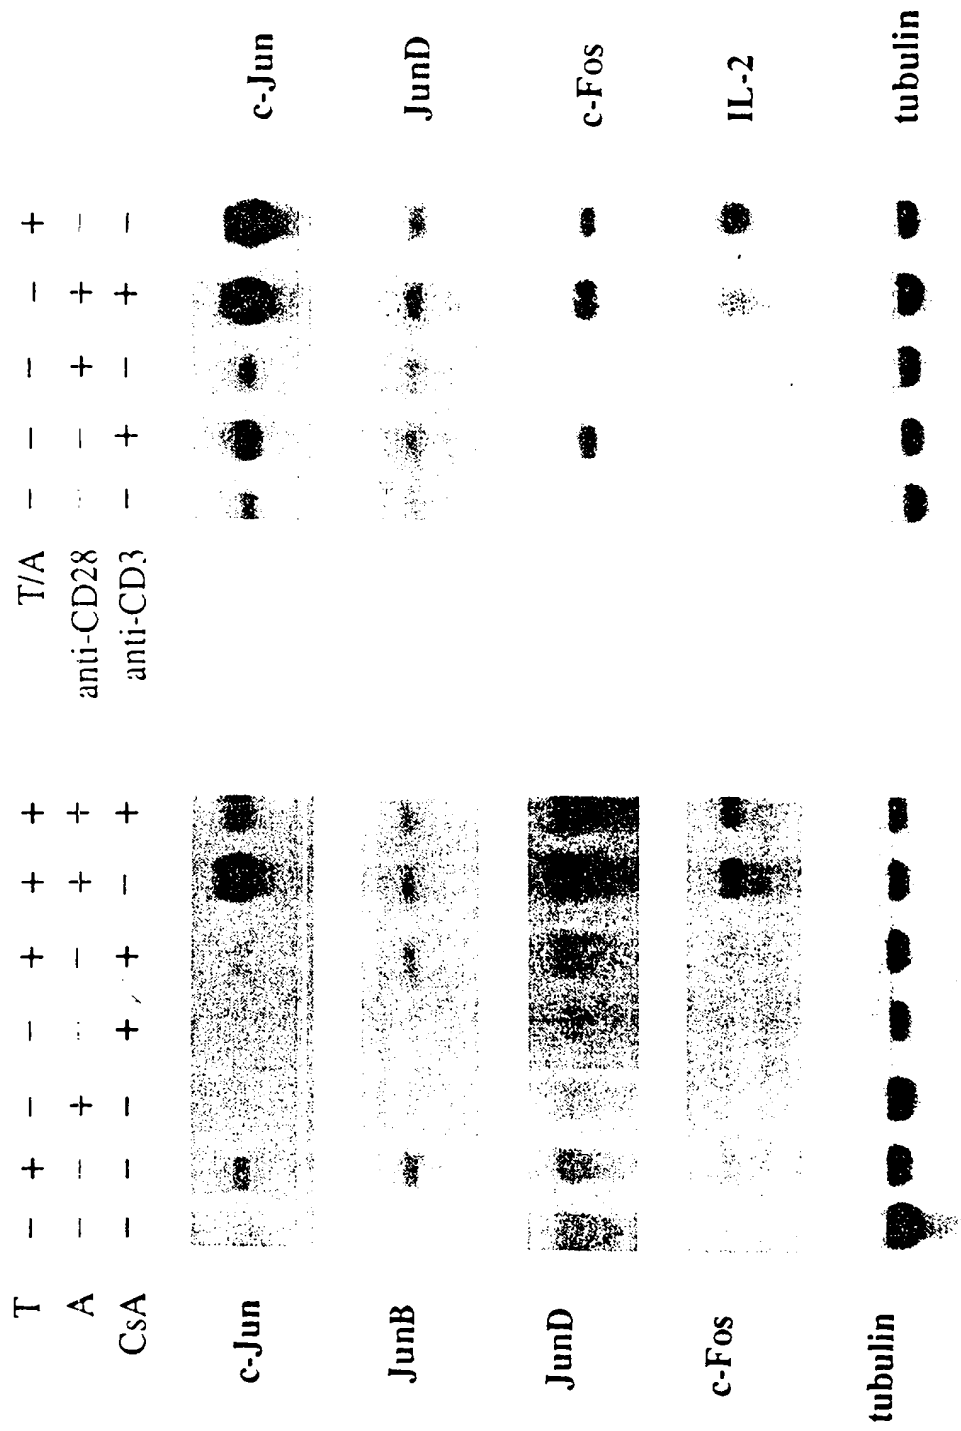 T − + − − + + +
A − − + − − + +
CsA − − − + + − +
c-Jun
JunB
JunD
c-Fos
tubulin
T/A − − − − +
anti-CD28 − − + + −
anti-CD3 − + − + −
c-Jun
JunD
c-Fos
IL-2
tubulin